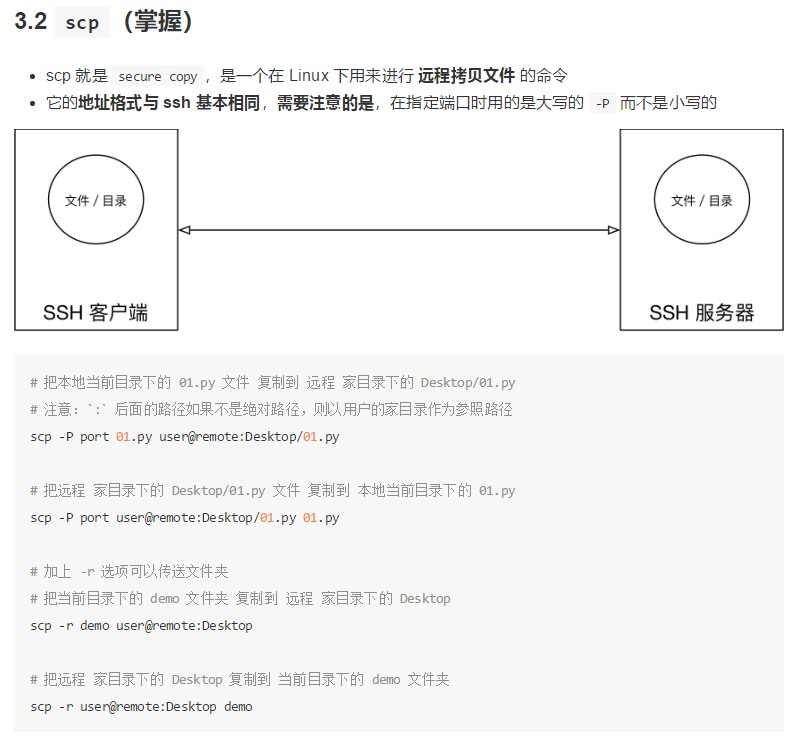 3.2 scp （掌握）
scp 就是 secure copy ，是一个在 Linux 下用来进行 远程拷贝文件 的命令
它的地址格式与 ssh 基本相同，需要注意的是，在指定端口时用的是大写的 -P 而不是小写的
文件 / 目录
文件 / 目录
SSH 客户端
SSH 服务器
# 把本地当前目录下的 01.py 文件 复制到 远程 家目录下的 Desktop/01.py
# 注意：`:` 后面的路径如果不是绝对路径，则以用户的家目录作为参照路径
scp -P port 01.py user@remote:Desktop/01.py
# 把远程 家目录下的 Desktop/01.py 文件 复制到 本地当前目录下的 01.py
scp -P port user@remote:Desktop/01.py 01.py
# 加上 -r 选项可以传送文件夹
# 把当前目录下的 demo 文件夹 复制到 远程 家目录下的 Desktop
scp -r demo user@remote:Desktop
# 把远程 家目录下的 Desktop 复制到 当前目录下的 demo 文件夹
scp -r user@remote:Desktop demo